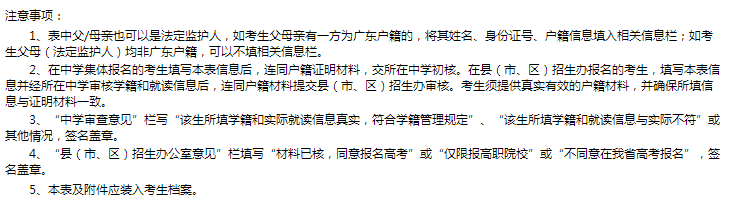 注意事项：
1、表中父/母亲也可以是法定监护人，如考生父母亲有一方为广东户籍的，将其姓名、身份证号、户籍信息填入相关信息栏；如考
生父母（法定监护人）均非广东户籍，可以不填相关信息栏。
2、在中学集体报名的考生填写本表信息后，连同户籍证明材料，交所在中学初核。在县（市、区）招生办报名的考生，填写本表信
息并经所在中学审核学籍和就读信息后，连同户籍材料提交县（市、区）招生办审核。考生须提供真实有效的户籍材料，并确保所填信
息与证明材料一致。
3、“中学审查意见”栏写“该生所填学籍和实际就读信息真实，符合学籍管理规定”、“该生所填学籍和就读信息与实际不符”或
其他情况，签名盖章。
4、“县（市、区）招生办公室意见”栏填写“材料已核，同意报名高考”或“仅限报高职院校”或“不同意在我省高考报名”，签
名盖章。
5、本表及附件应装入考生档案。